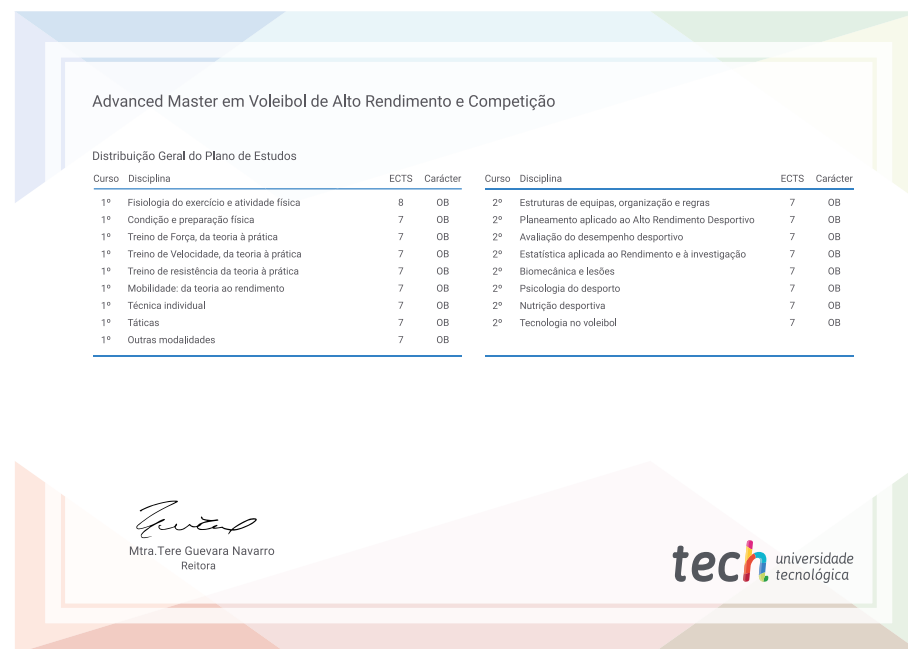 Advanced Master em Voleibol de Alto Rendimento e Competição
Distribuição Geral do Plano de Estudos
Curso Disciplina ECTS Carácter
1º Fisiologia do exercício e atividade física 8 OB
1º Condição e preparação física 7 OB
1º Treino de Força, da teoria à prática 7 OB
1º Treino de Velocidade, da teoria à prática 7 OB
1º Treino de resistência da teoria à prática 7 OB
1º Mobilidade: da teoria ao rendimento 7 OB
1º Técnica individual 7 OB
1º Táticas 7 OB
1º Outras modalidades 7 OB
Curso Disciplina ECTS Carácter
2º Estruturas de equipas, organização e regras 7 OB
2º Planeamento aplicado ao Alto Rendimento Desportivo 7 OB
2º Avaliação do desempenho desportivo 7 OB
2º Estatística aplicada ao Rendimento e à investigação 7 OB
2º Biomecânica e lesões 7 OB
2º Psicologia do desporto 7 OB
2º Nutrição desportiva 7 OB
2º Tecnologia no voleibol 7 OB
Mtra.Tere Guevara Navarro
Reitora
tech universidade
tecnológica